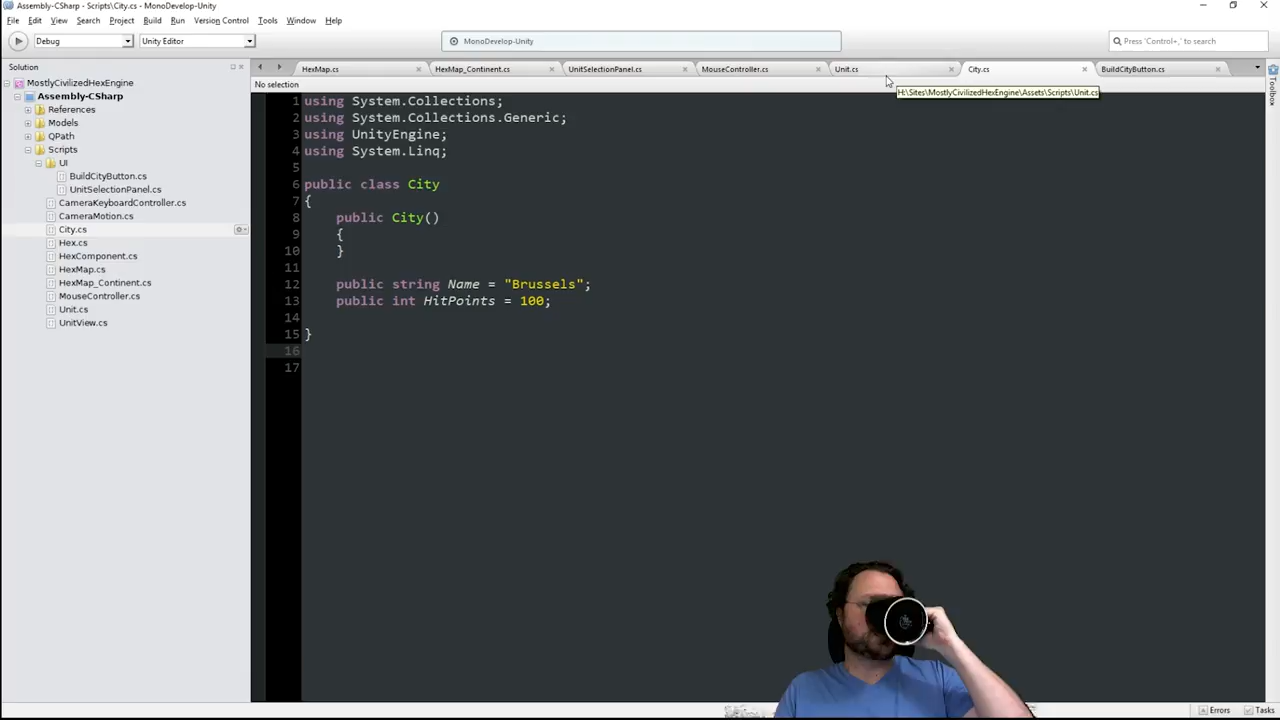 Assembly-CSharp - Scripts\City.cs - MonoDevelop-Unity
File Edit View Search Project Build Run Version Control Tools Window Help
Debug Unity Editor MonoDevelop-Unity Press 'Control+,' to search
Solution
HexMap.cs HexMap_Continent.cs UnitSelectionPanel.cs MouseController.cs Unit.cs City.cs BuildCityButton.cs
No selection
H:\Sites\MostlyCivilizedHexEngine\Assets\Scripts\Unit.cs
Toolbox
MostlyCivilizedHexEngine
Assembly-CSharp
References
Models
QPath
Scripts
UI
BuildCityButton.cs
UnitSelectionPanel.cs
CameraKeyboardController.cs
CameraMotion.cs
City.cs
Hex.cs
HexComponent.cs
HexMap.cs
HexMap_Continent.cs
MouseController.cs
Unit.cs
UnitView.cs
1 using System.Collections;
2 using System.Collections.Generic;
3 using UnityEngine;
4 using System.Linq;
5
6 public class City
7 {
8 public City()
9 {
10 }
11
12 public string Name = "Brussels";
13 public int HitPoints = 100;
14
15 }
16
17
Errors Tasks